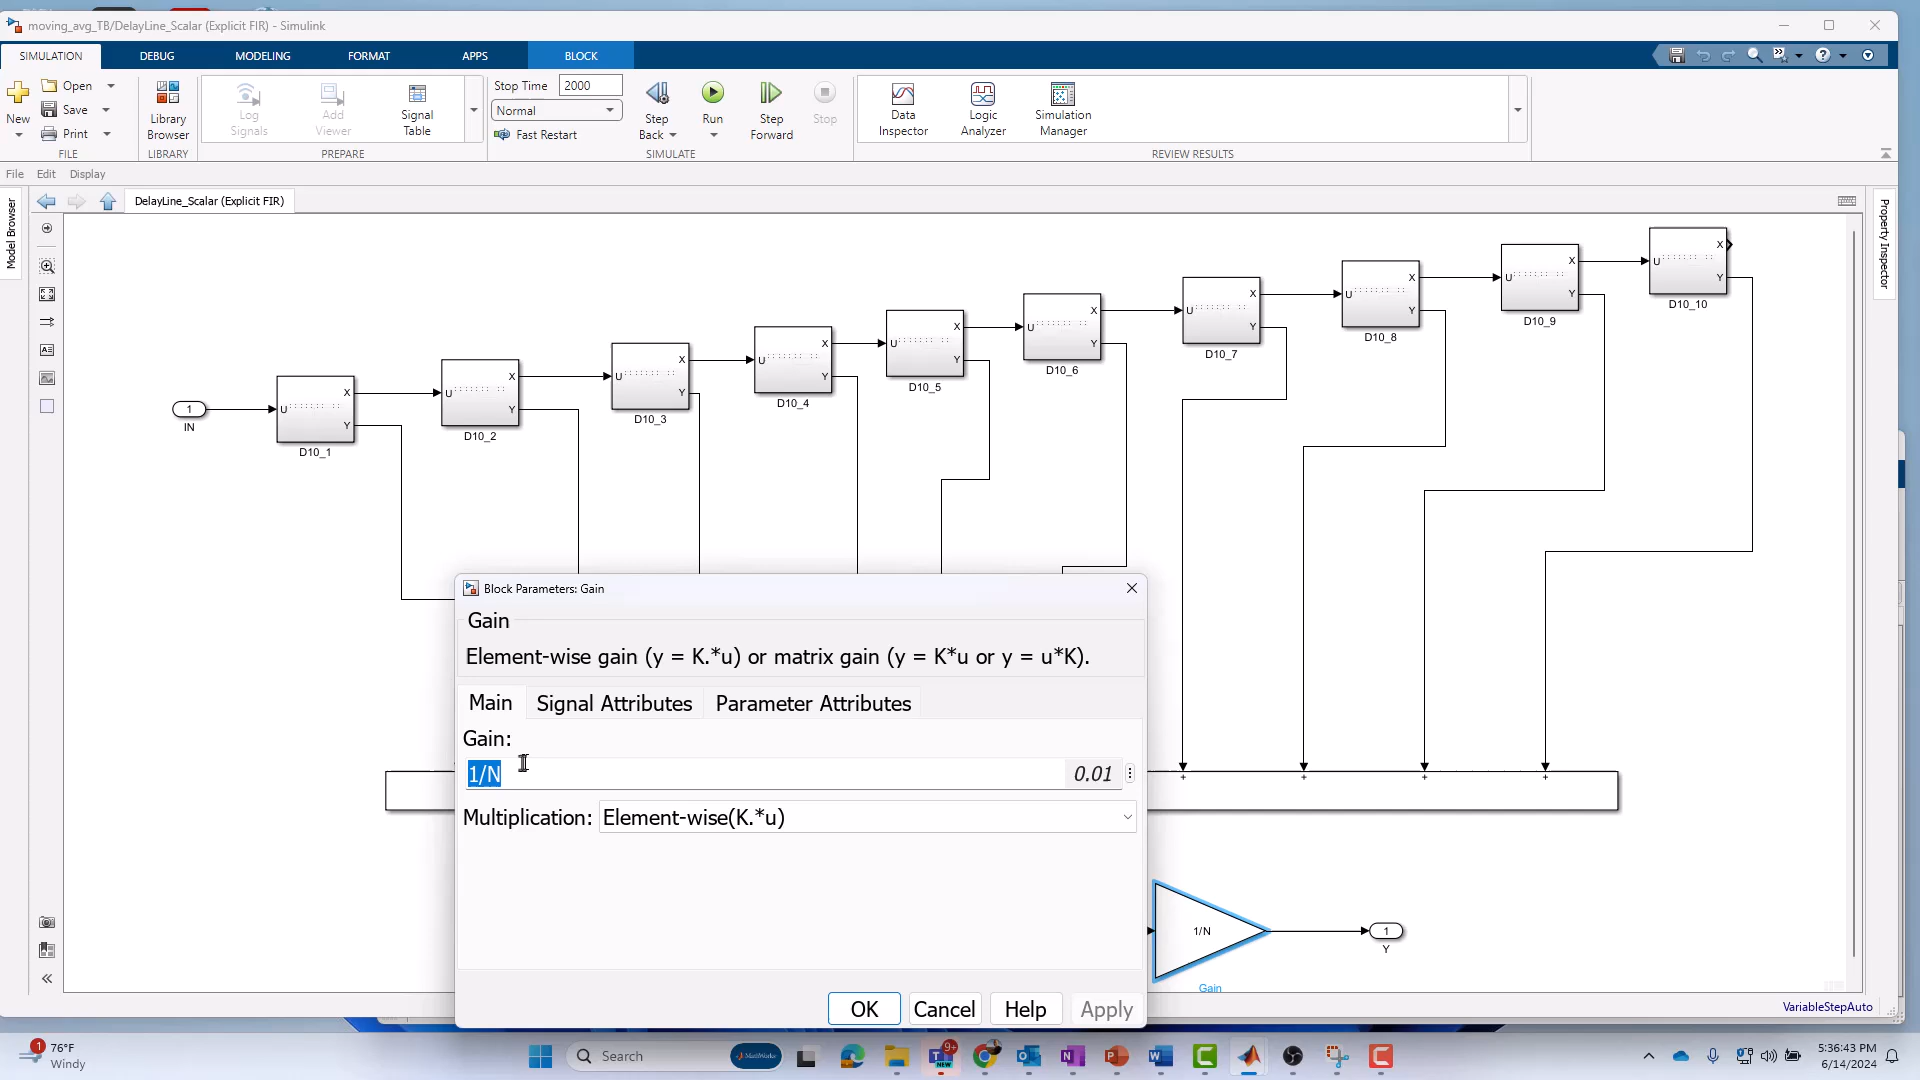 moving_avg_TB/DelayLine_Scalar (Explicit FIR) - Simulink
SIMULATION DEBUG MODELING FORMAT APPS BLOCK
New
Open
Save
Print
FILE
Library
Browser
LIBRARY
Log
Signals
Add
Viewer
Signal
Table
PREPARE
Stop Time 2000
Normal
Fast Restart
Step
Back
Run
Step
Forward
Stop
SIMULATE
Data
Inspector
Logic
Analyzer
Simulation
Manager
REVIEW RESULTS
File Edit Display
Model Browser
DelayLine_Scalar (Explicit FIR)
Property Inspector
1
IN
U X Y
D10_1
U X Y
D10_2
U X Y
D10_3
U X Y
D10_4
U X Y
D10_5
U X Y
D10_6
U X Y
D10_7
U X Y
D10_8
U X Y
D10_9
U X Y
D10_10
Block Parameters: Gain
Gain
Element-wise gain (y = K.*u) or matrix gain (y = K*u or y = u*K).
Main Signal Attributes Parameter Attributes
Gain:
1/N 0.01
Multiplication: Element-wise(K.*u)
OK Cancel Help Apply
+ + + +
1/N
Gain
1
Y
VariableStepAuto
1
76°F
Windy
Search
MathWorks
9+
5:36:43 PM
6/14/2024